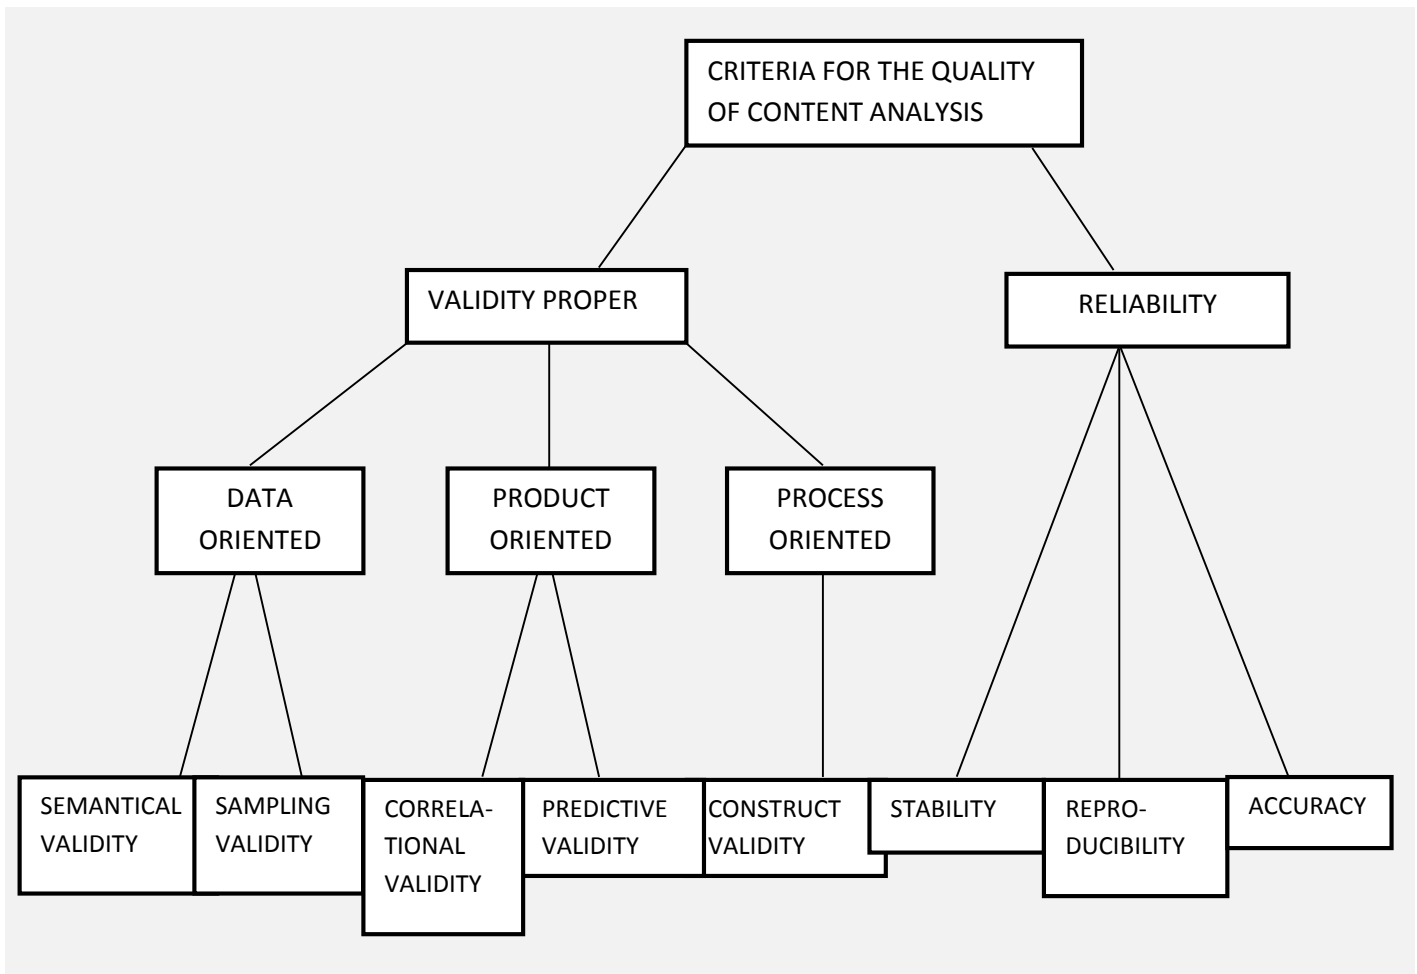 CRITERIA FOR THE QUALITY
OF CONTENT ANALYSIS
VALIDITY PROPER
RELIABILITY
DATA
ORIENTED
PRODUCT
ORIENTED
PROCESS
ORIENTED
SEMANTICAL
VALIDITY
SAMPLING
VALIDITY
CORRELA-
TIONAL
VALIDITY
PREDICTIVE
VALIDITY
CONSTRUCT
VALIDITY
STABILITY
REPRO-
DUCIBILITY
ACCURACY